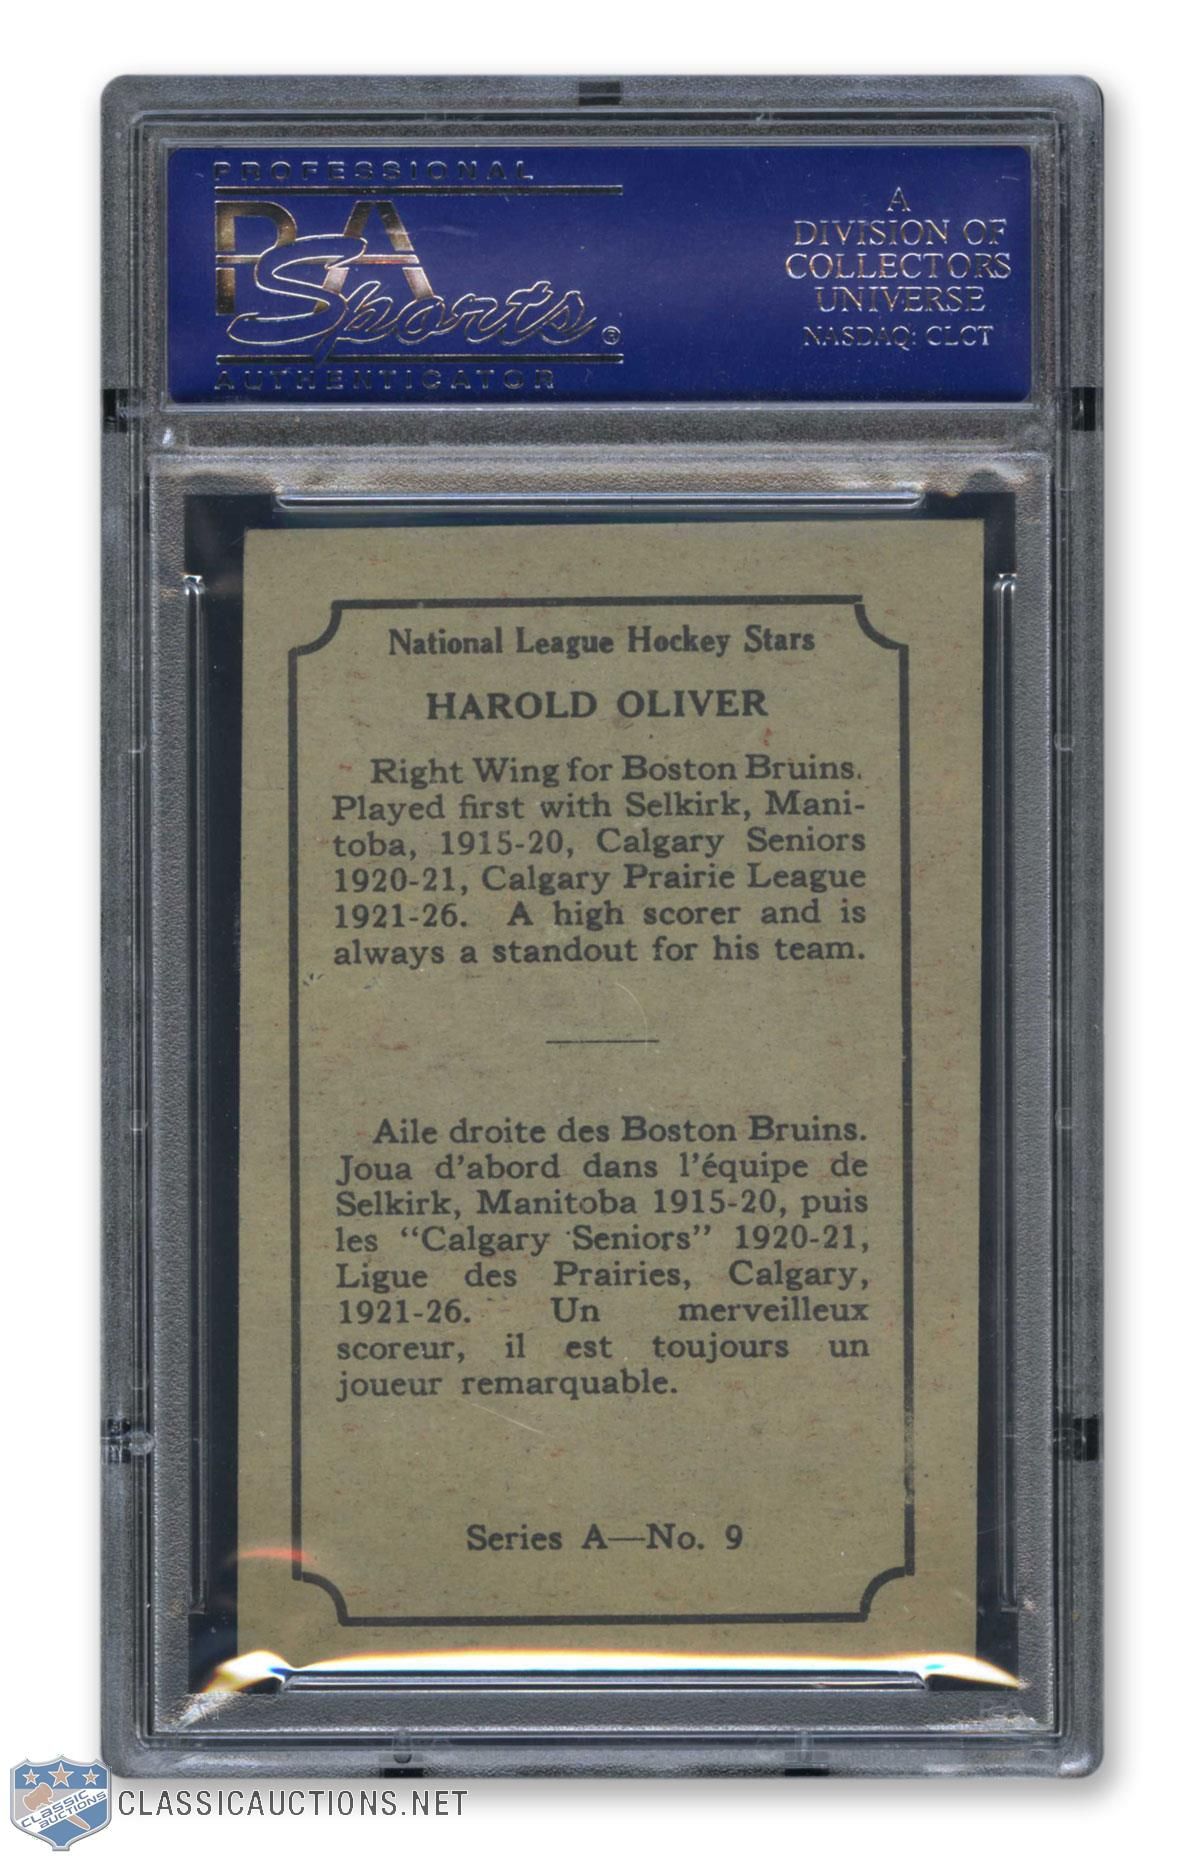 PROFESSIONAL
PSA
Sports®
AUTHENTICATOR
A
DIVISION OF
COLLECTORS
UNIVERSE
NASDAQ: CLCT
National League Hockey Stars
HAROLD OLIVER
Right Wing for Boston Bruins.
Played first with Selkirk, Mani-
toba, 1915-20, Calgary Seniors
1920-21, Calgary Prairie League
1921-26. A high scorer and is
always a standout for his team.
Aile droite des Boston Bruins.
Joua d'abord dans l'équipe de
Selkirk, Manitoba 1915-20, puis
les "Calgary Seniors" 1920-21,
Ligue des Prairies, Calgary,
1921-26. Un merveilleux
scoreur, il est toujours un
joueur remarquable.
Series A—No. 9
CLASSIC
AUCTIONS
CLASSICAUCTIONS.NET